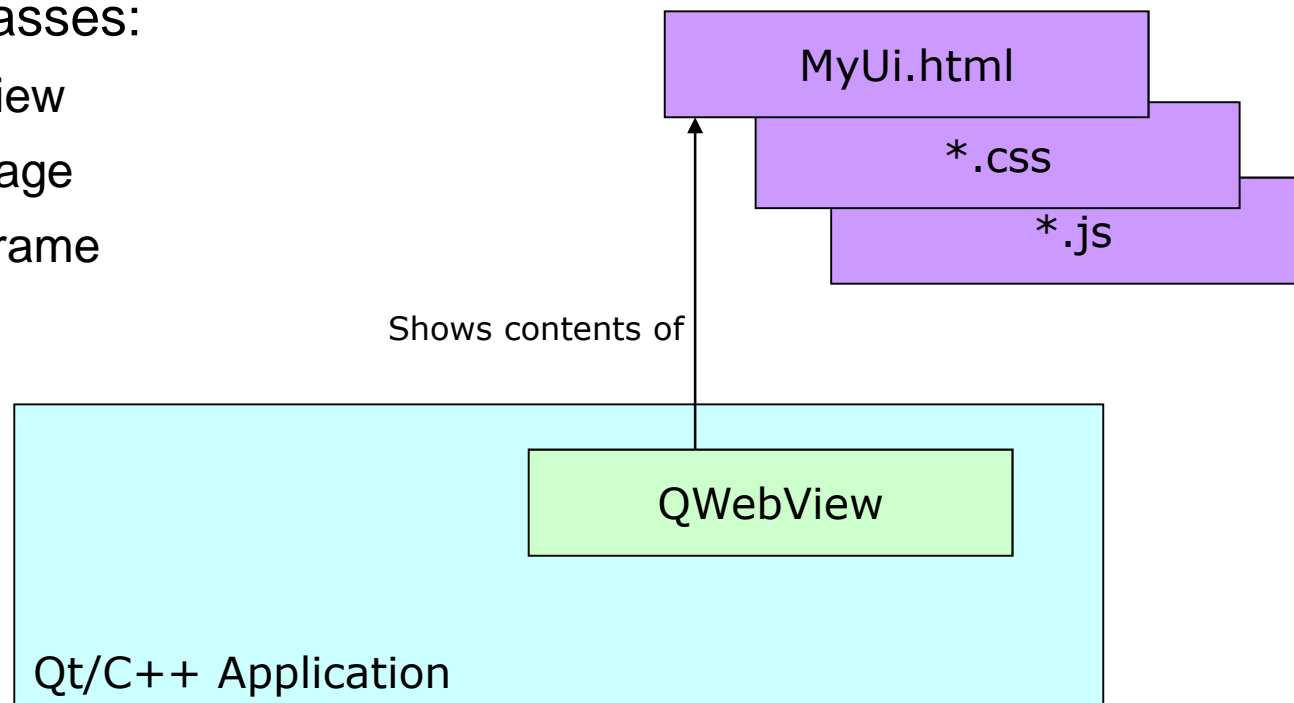 asses:
iew
age
rame
MyUi.html
*.css
*.js
Shows contents of
QWebView
Qt/C++ Application